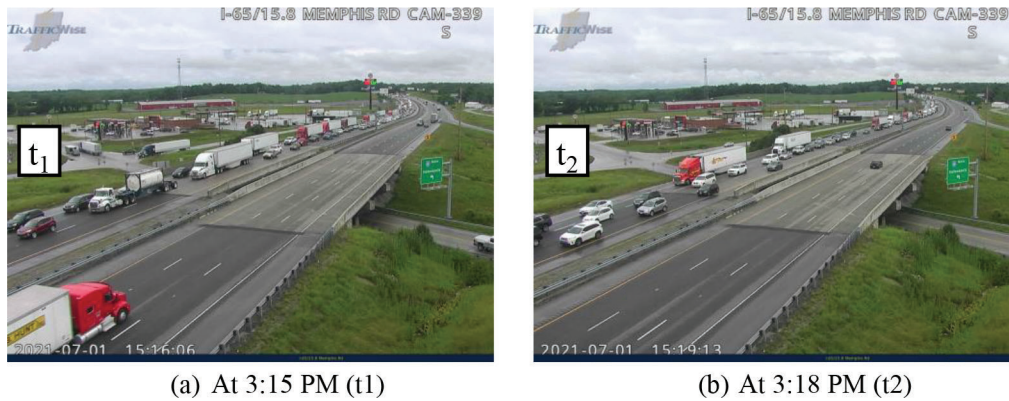 I-65/15.8 MEMPHIS RD CAM-339
S
TRAFFICWISE
t1
2021-07-01 15:16:06
(a) At 3:15 PM (t1)
I-65/15.8 MEMPHIS RD CAM-339
S
TRAFFICWISE
t2
2021-07-01 15:19:13
(b) At 3:18 PM (t2)